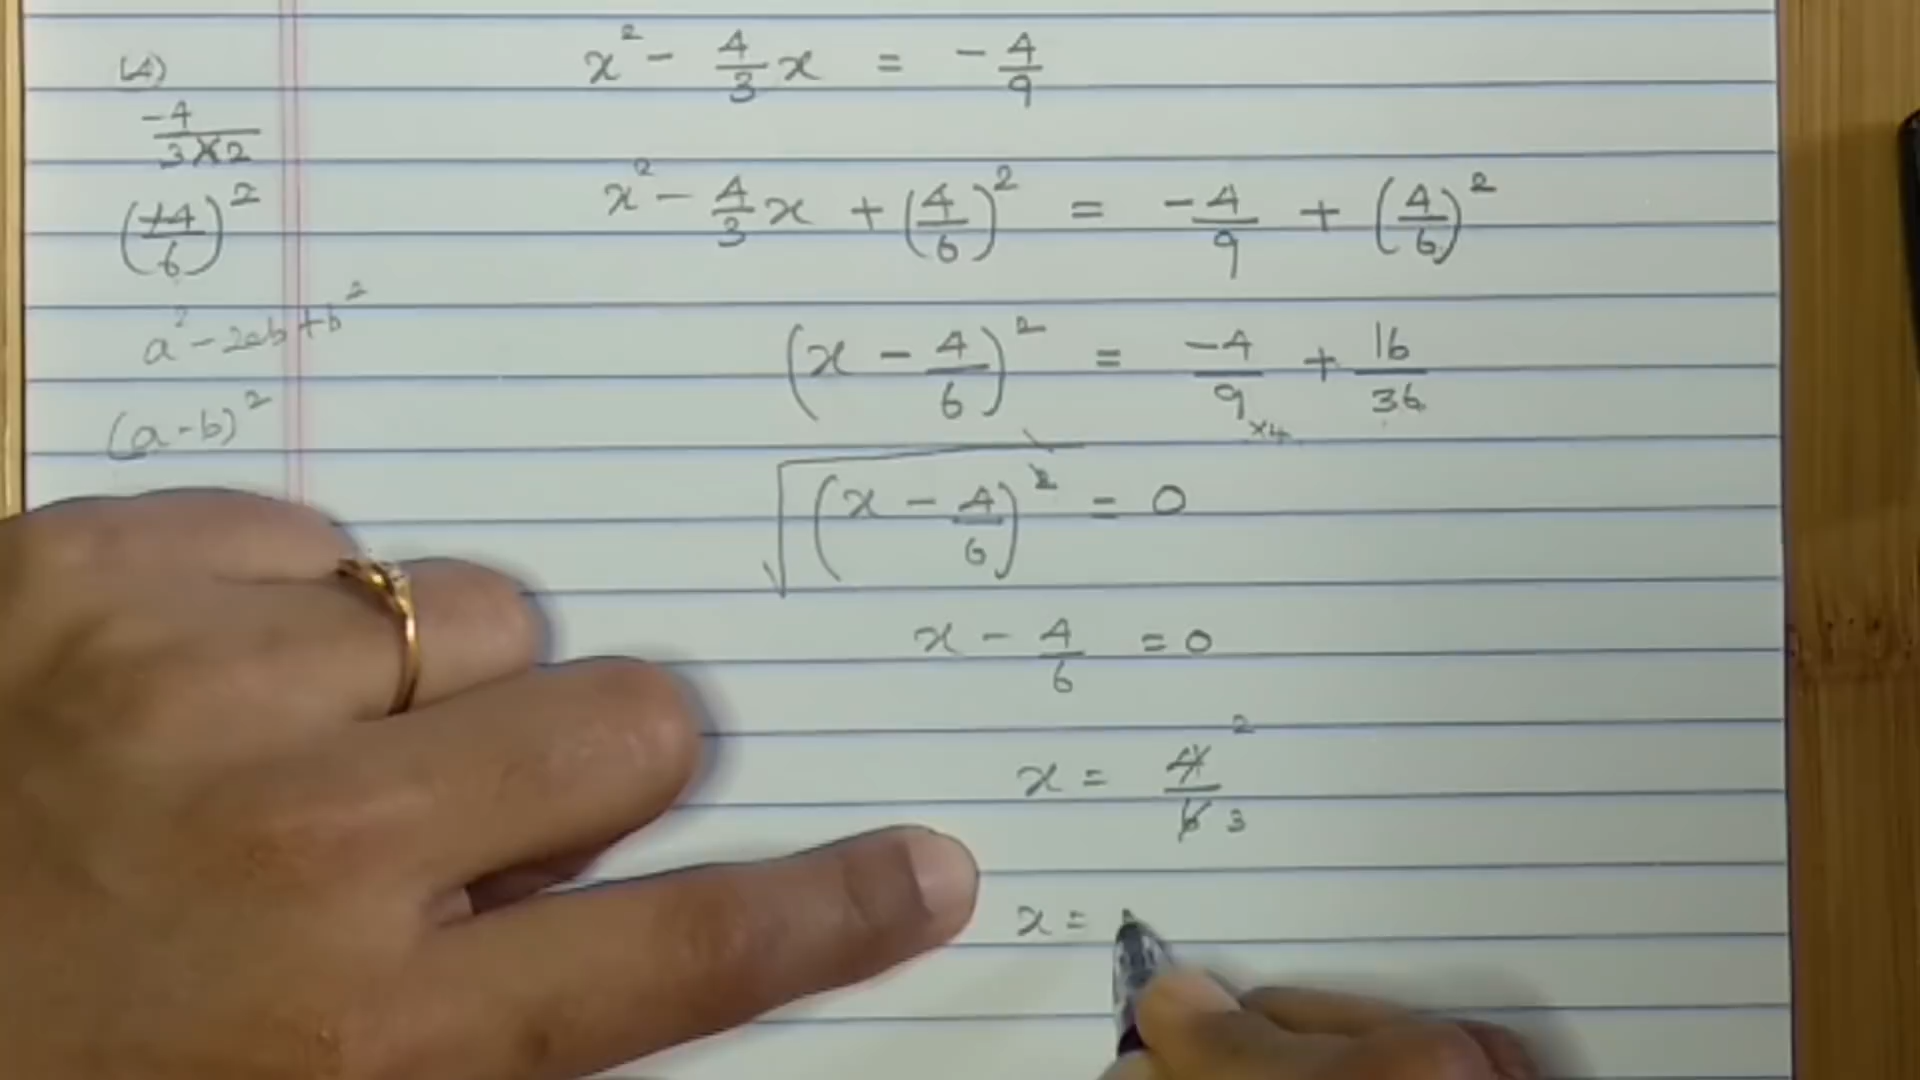 (4)
-4/3×2
(-4/6)²
a² - 2ab + b²
(a - b)²
x² - 4/3 x = -4/9
x² - 4/3 x + (4/6)² = -4/9 + (4/6)²
(x - 4/6)² = -4/9 ×4 + 16/36
√(x - 4/6)² = 0
x - 4/6 = 0
x = 4/6 2 3
x =